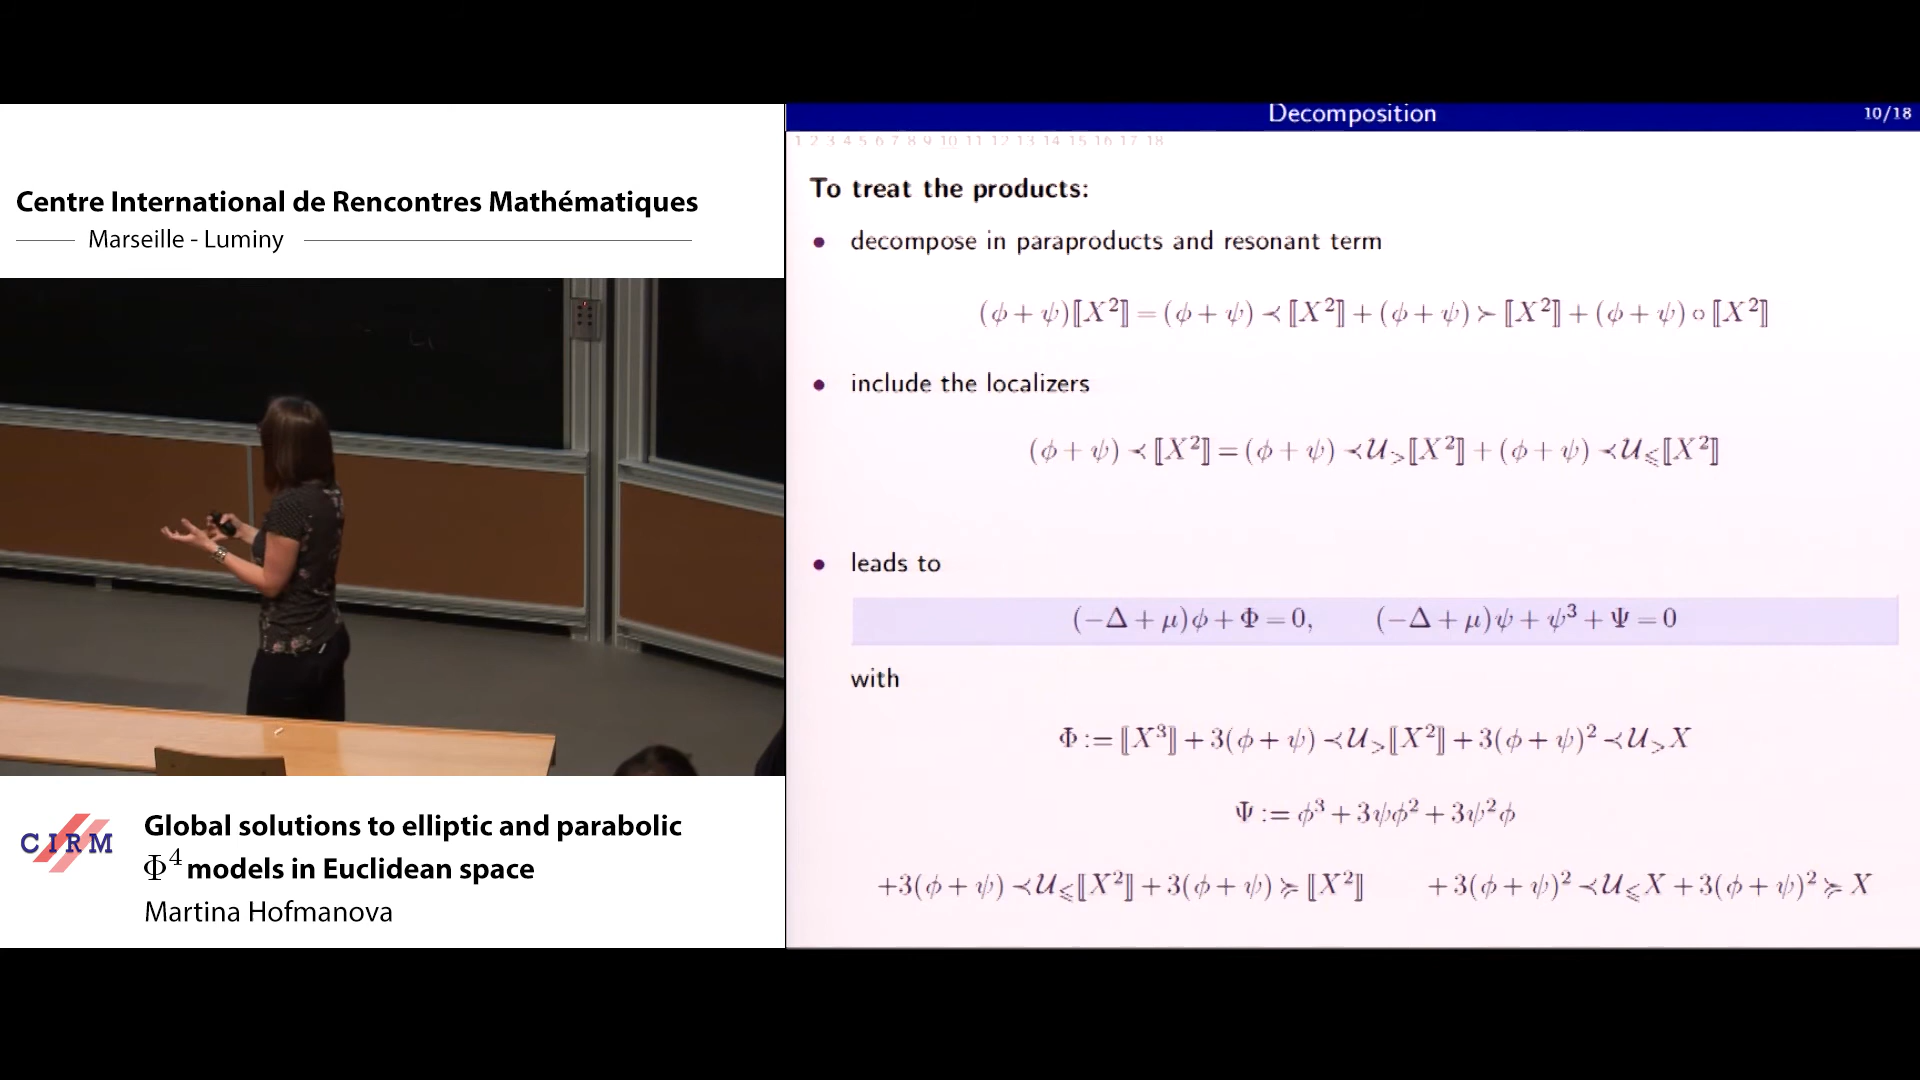 Centre International de Rencontres Mathématiques
Marseille - Luminy
CIRM
Global solutions to elliptic and parabolic
Φ⁴ models in Euclidean space
Martina Hofmanova
Decomposition
10/18
1 2 3 4 5 6 7 8 9 10 11 12 13 14 15 16 17 18
To treat the products:
• decompose in paraproducts and resonant term
(ϕ + ψ)⟦X²⟧ = (ϕ + ψ) ≺ ⟦X²⟧ + (ϕ + ψ) ≻ ⟦X²⟧ + (ϕ + ψ) ∘ ⟦X²⟧
• include the localizers
(ϕ + ψ) ≺ ⟦X²⟧ = (ϕ + ψ) ≺ 𝒰_> ⟦X²⟧ + (ϕ + ψ) ≺ 𝒰_⩽ ⟦X²⟧
• leads to
(−Δ + μ)ϕ + Φ = 0, (−Δ + μ)ψ + ψ³ + Ψ = 0
with
Φ := ⟦X³⟧ + 3(ϕ + ψ) ≺ 𝒰_> ⟦X²⟧ + 3(ϕ + ψ)² ≺ 𝒰_> X
Ψ := ϕ³ + 3ψϕ² + 3ψ²ϕ
+3(ϕ + ψ) ≺ 𝒰_⩽ ⟦X²⟧ + 3(ϕ + ψ) ≽ ⟦X²⟧ + 3(ϕ + ψ)² ≺ 𝒰_⩽ X + 3(ϕ + ψ)² ≽ X